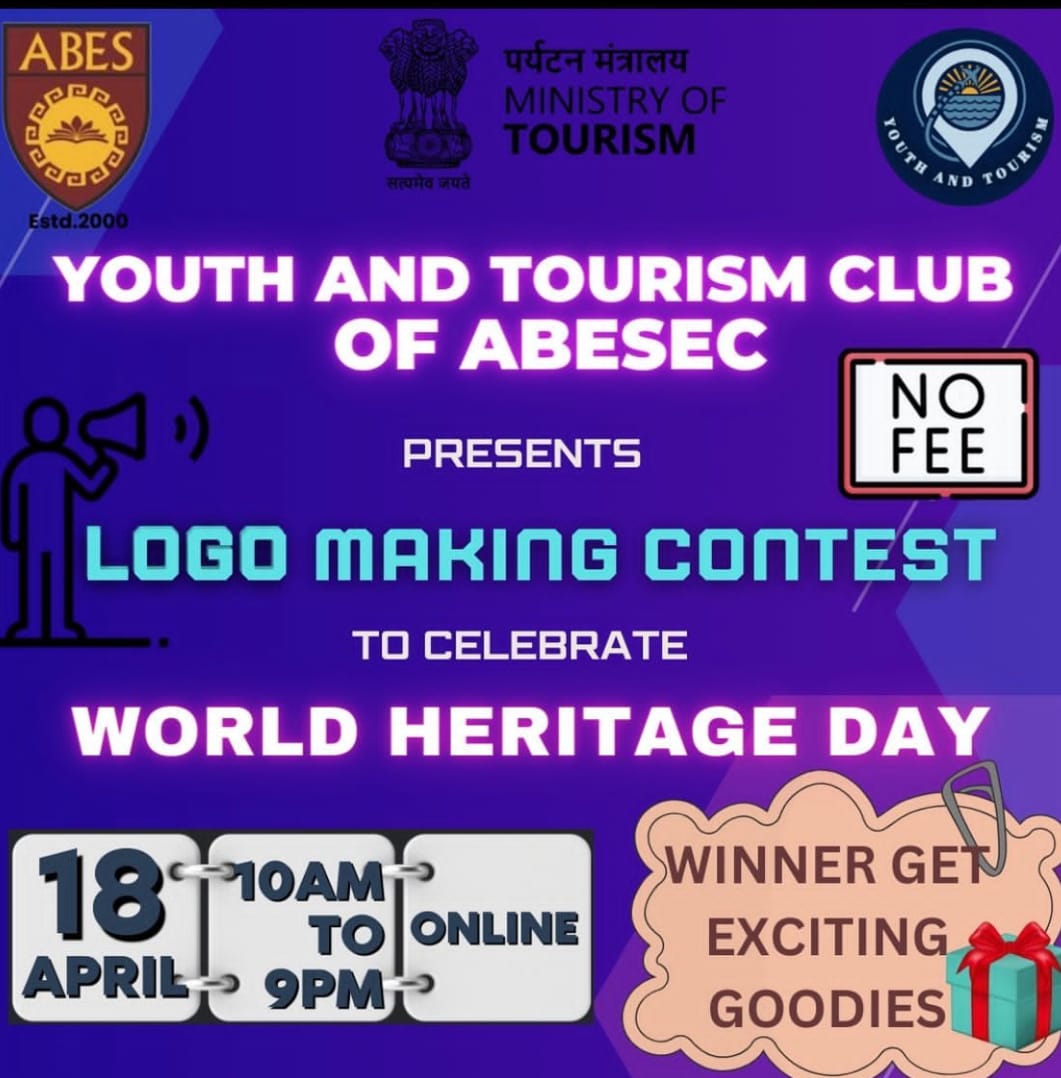 ABES
Estd.2000
पर्यटन मंत्रालय
MINISTRY OF
TOURISM
सत्यमेव जयते
YOUTH AND TOURISM
YOUTH AND TOURISM CLUB
OF ABESEC
NO
FEE
PRESENTS
LOGO MAKING CONTEST
TO CELEBRATE
WORLD HERITAGE DAY
18
APRIL
10AM
TO
9PM
ONLINE
WINNER GET
EXCITING
GOODIES